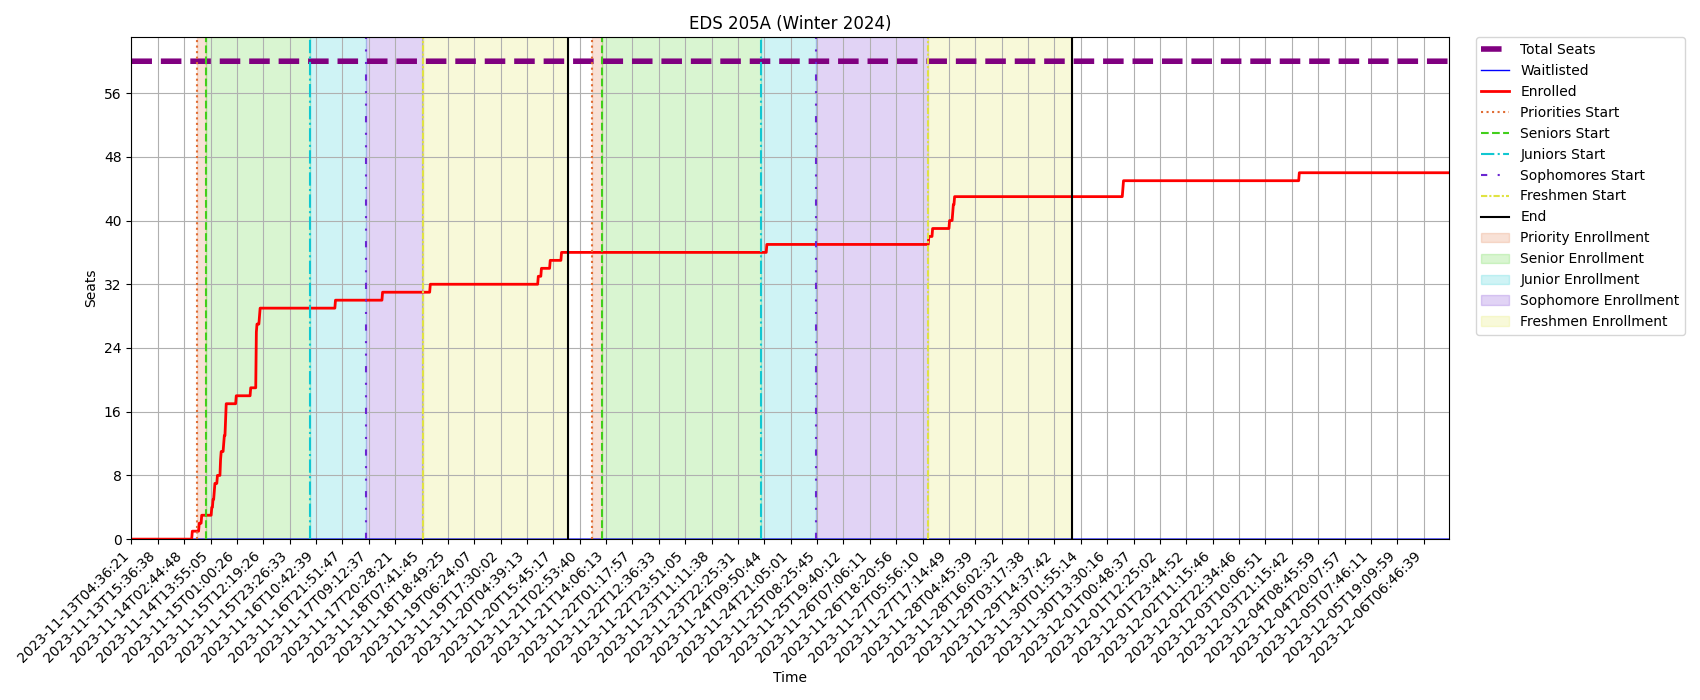 EDS 205A (Winter 2024)
Total Seats
Waitlisted
Enrolled
Priorities Start
Seniors Start
Juniors Start
Sophomores Start
Freshmen Start
End
Priority Enrollment
Senior Enrollment
Junior Enrollment
Sophomore Enrollment
Freshmen Enrollment
Seats
56
48
40
32
24
16
8
0
2023-11-13T04:36:21
2023-11-13T15:36:38
2023-11-14T02:44:48
2023-11-14T13:55:05
2023-11-15T01:00:26
2023-11-15T12:19:26
2023-11-15T23:26:33
2023-11-16T10:42:39
2023-11-16T21:51:47
2023-11-17T09:12:37
2023-11-17T20:28:21
2023-11-18T07:41:45
2023-11-18T18:49:25
2023-11-19T06:24:07
2023-11-19T17:30:02
2023-11-20T04:39:13
2023-11-20T15:45:17
2023-11-21T02:53:40
2023-11-21T14:06:13
2023-11-22T01:17:57
2023-11-22T12:36:33
2023-11-22T23:51:05
2023-11-23T11:11:38
2023-11-23T22:25:31
2023-11-24T09:50:44
2023-11-24T21:05:01
2023-11-25T08:25:45
2023-11-25T19:40:12
2023-11-26T07:06:11
2023-11-26T18:20:56
2023-11-27T05:56:10
2023-11-27T17:14:49
2023-11-28T04:45:39
2023-11-28T16:02:32
2023-11-29T03:17:38
2023-11-29T14:37:42
2023-11-30T01:55:14
2023-11-30T13:30:16
2023-12-01T00:48:37
2023-12-01T12:25:02
2023-12-01T23:44:52
2023-12-02T11:15:46
2023-12-02T22:34:46
2023-12-03T10:06:51
2023-12-03T21:15:42
2023-12-04T08:45:59
2023-12-04T20:07:57
2023-12-05T07:46:11
2023-12-05T19:09:59
2023-12-06T06:46:39
Time